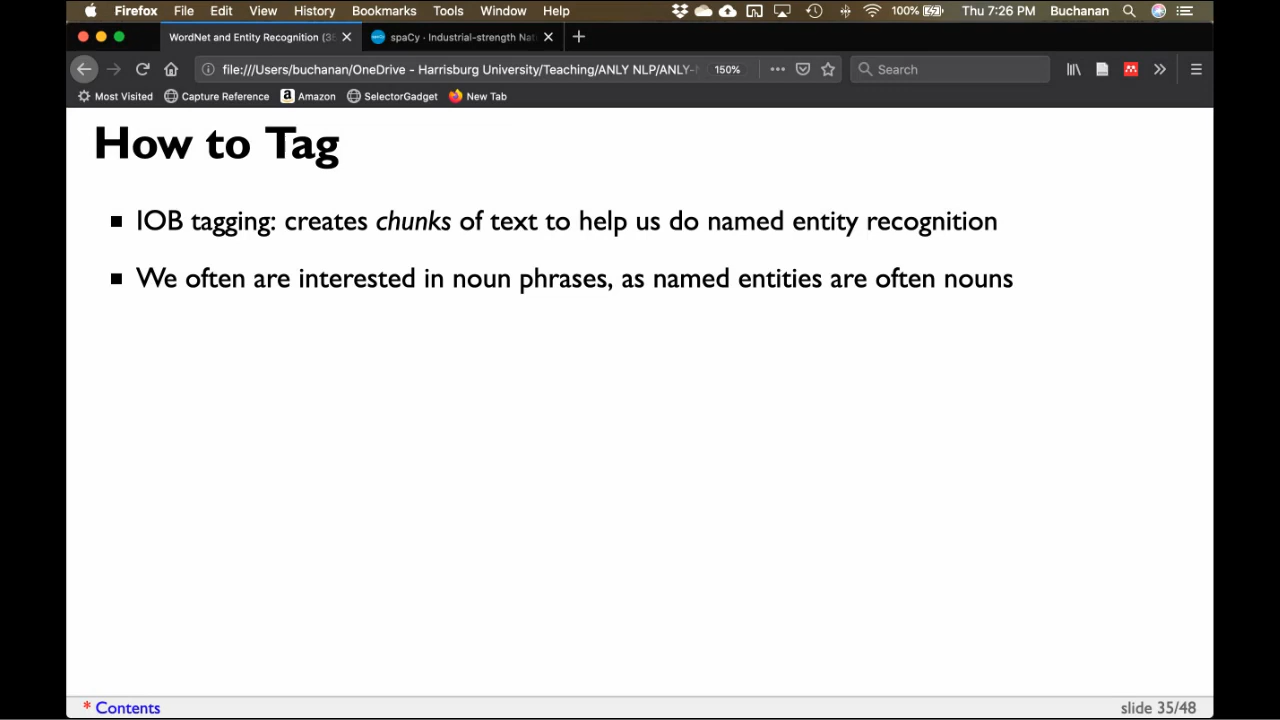 Firefox File Edit View History Bookmarks Tools Window Help 100% Thu 7:26 PM Buchanan
WordNet and Entity Recognition (35 spaCy · Industrial-strength Nat
file:///Users/buchanan/OneDrive - Harrisburg University/Teaching/ANLY NLP/ANLY- 150% Search
Most Visited Capture Reference Amazon SelectorGadget New Tab
How to Tag
IOB tagging: creates chunks of text to help us do named entity recognition
We often are interested in noun phrases, as named entities are often nouns
* Contents slide 35/48